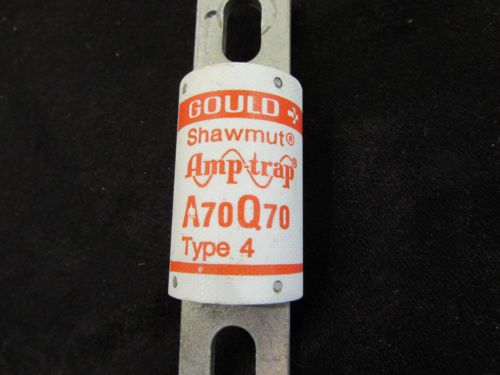 GOULD
Shawmut®
Amp-trap®
A70Q70
Type 4